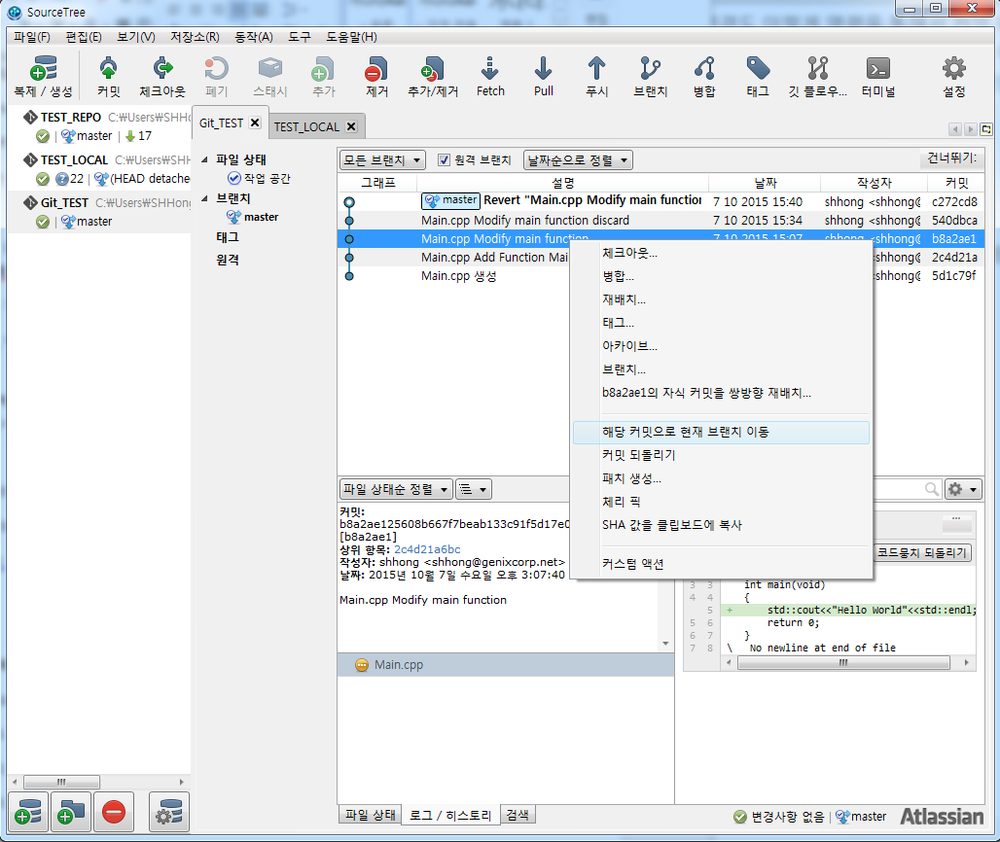 SourceTree
파일(F) 편집(E) 보기(V) 저장소(R) 동작(A) 도구 도움말(H)
복제 / 생성 커밋 체크아웃 폐기 스태시 추가 제거 추가/제거 Fetch Pull 푸시 브랜치 병합 태그 깃 플로우... 터미널 설정
TEST_REPO C:\Users\SHHo
master 17
TEST_LOCAL C:\Users\SHH
22 (HEAD detache
Git_TEST C:\Users\SHHong
master
Git_TEST TEST_LOCAL
파일 상태
작업 공간
브랜치
master
태그
원격
모든 브랜치 원격 브랜치 날짜순으로 정렬 건너뛰기:
그래프 설명 날짜 작성자 커밋
master Revert "Main.cpp Modify main function 7 10 2015 15:40 shhong <shhong@ c272cd8
Main.cpp Modify main function discard 7 10 2015 15:34 shhong <shhong@ 540dbca
Main.cpp Modify main function 7 10 2015 15:07 shhong <shhong@ b8a2ae1
Main.cpp Add Function Mai <shhong@ 2c4d21a
Main.cpp 생성 <shhong@ 5d1c79f
체크아웃...
병합...
재배치...
태그...
아카이브...
브랜치...
b8a2ae1의 자식 커밋을 쌍방향 재배치...
해당 커밋으로 현재 브랜치 이동
커밋 되돌리기
패치 생성...
체리 픽
SHA 값을 클립보드에 복사
커스텀 액션
파일 상태순 정렬
커밋:
b8a2ae125608b667f7beab133c91f5d17e0
[b8a2ae1]
상위 항목: 2c4d21a6bc
작성자: shhong <shhong@genixcorp.net>
날짜: 2015년 10월 7일 수요일 오후 3:07:40
Main.cpp Modify main function
Main.cpp
...
코드뭉치 되돌리기
3 3 int main(void)
4 4 {
5 + std::cout<<"Hello World"<<std::endl;
5 6 return 0;
6 7 }
7 8 \ No newline at end of file
파일 상태 로그 / 히스토리 검색
변경사항 없음 master Atlassian